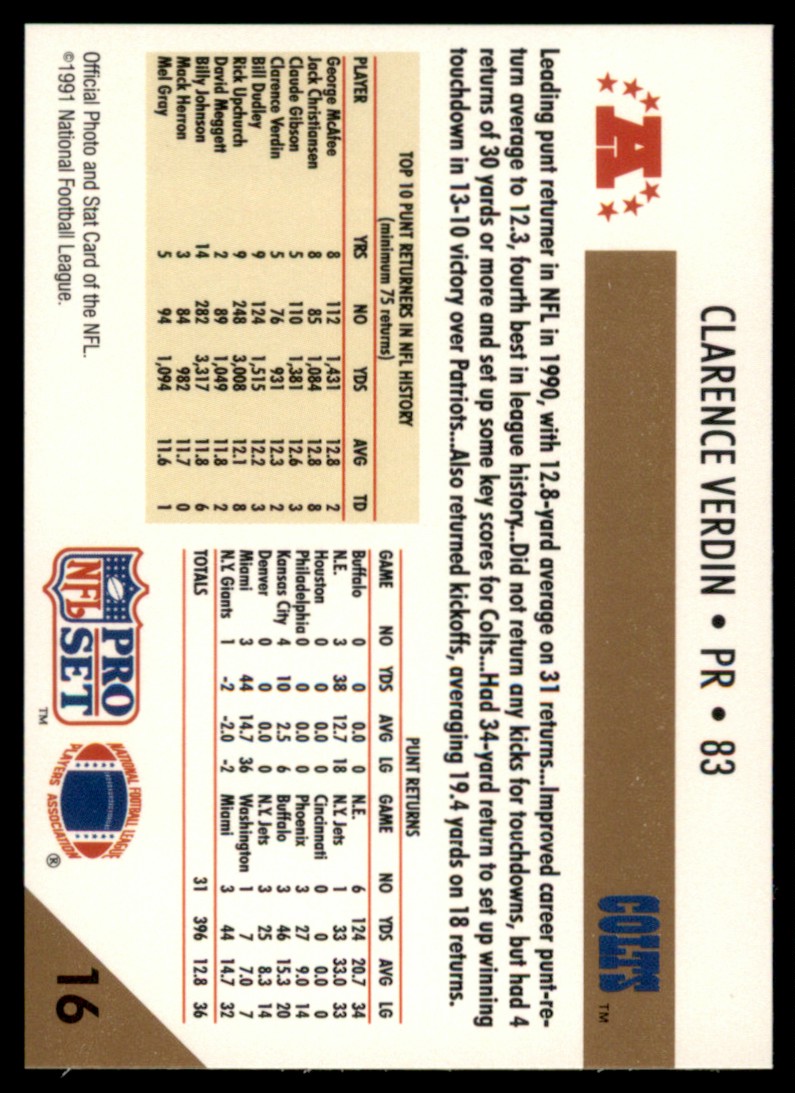 CLARENCE VERDIN • PR • 83
A
COLTS ™
Leading punt returner in NFL in 1990, with 12.8-yard average on 31 returns...Improved career punt-re-
turn average to 12.3, fourth best in league history...Did not return any kicks for touchdowns, but had 4
returns of 30 yards or more and set up some key scores for Colts...Had 34-yard return to set up winning
touchdown in 13-10 victory over Patriots...Also returned kickoffs, averaging 19.4 yards on 18 returns.
TOP 10 PUNT RETURNERS IN NFL HISTORY
(minimum 75 returns)
PLAYER YRS NO YDS AVG TD
George McAfee 8 112 1,431 12.8 2
Jack Christiansen 8 85 1,084 12.8 8
Claude Gibson 5 110 1,381 12.6 3
Clarence Verdin 5 76 931 12.3 2
Bill Dudley 9 124 1,515 12.2 3
Rick Upchurch 9 248 3,008 12.1 8
David Meggett 2 89 1,049 11.8 2
Billy Johnson 14 282 3,317 11.8 6
Mack Herron 3 84 982 11.7 0
Mel Gray 5 94 1,094 11.6 1
PUNT RETURNS
GAME NO YDS AVG LG GAME NO YDS AVG LG
Buffalo 0 0 0.0 0 N.E. 6 124 20.7 34
N.E. 3 38 12.7 18 N.Y. Jets 1 33 33.0 33
Houston 0 0 0.0 0 Cincinnati 0 0 0.0 0
Philadelphia 0 0 0.0 0 Phoenix 3 27 9.0 14
Kansas City 4 10 2.5 6 Buffalo 3 46 15.3 20
Denver 0 0 0.0 0 N.Y. Jets 3 25 8.3 14
Miami 3 44 14.7 36 Washington 1 7 7.0 7
N.Y. Giants 1 -2 -2.0 -2 Miami 3 44 14.7 32
TOTALS 31 396 12.8 36
Official Photo and Stat Card of the NFL.
©1991 National Football League.
NFL PRO SET ™
NATIONAL FOOTBALL LEAGUE
PLAYERS ASSOCIATION ®
16